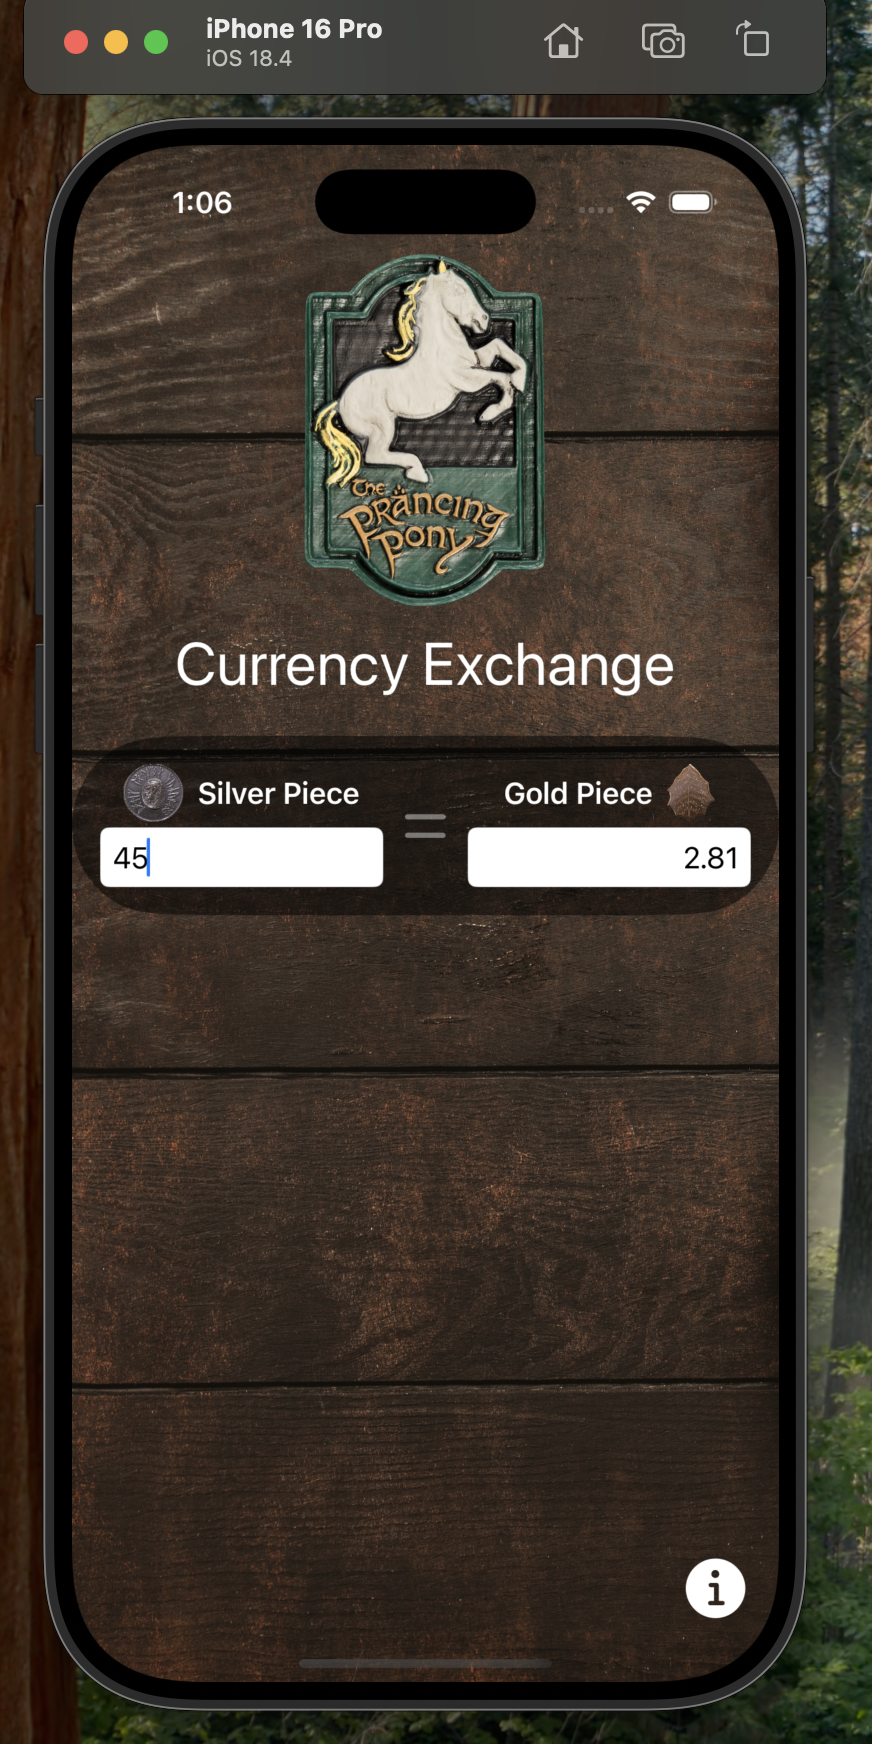 iPhone 16 Pro
iOS 18.4
1:06
The
Präncing
Pony
Currency Exchange
Silver Piece
Gold Piece
45
2.81